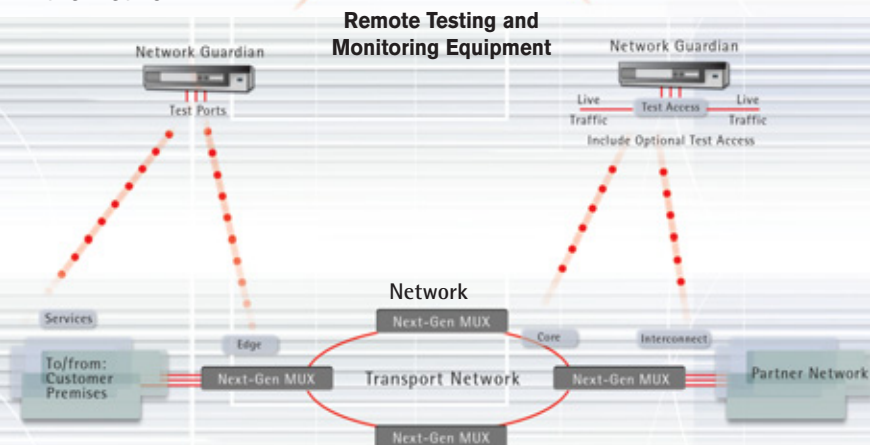 Remote Testing and
Monitoring Equipment
Network Guardian
Test Ports
Network Guardian
Live
Traffic
Test Access
Live
Traffic
Include Optional Test Access
Network
Services
Edge
Core
Interconnect
Next-Gen MUX
To/from:
Customer
Premises
Next-Gen MUX
Transport Network
Next-Gen MUX
Partner Network
Next-Gen MUX